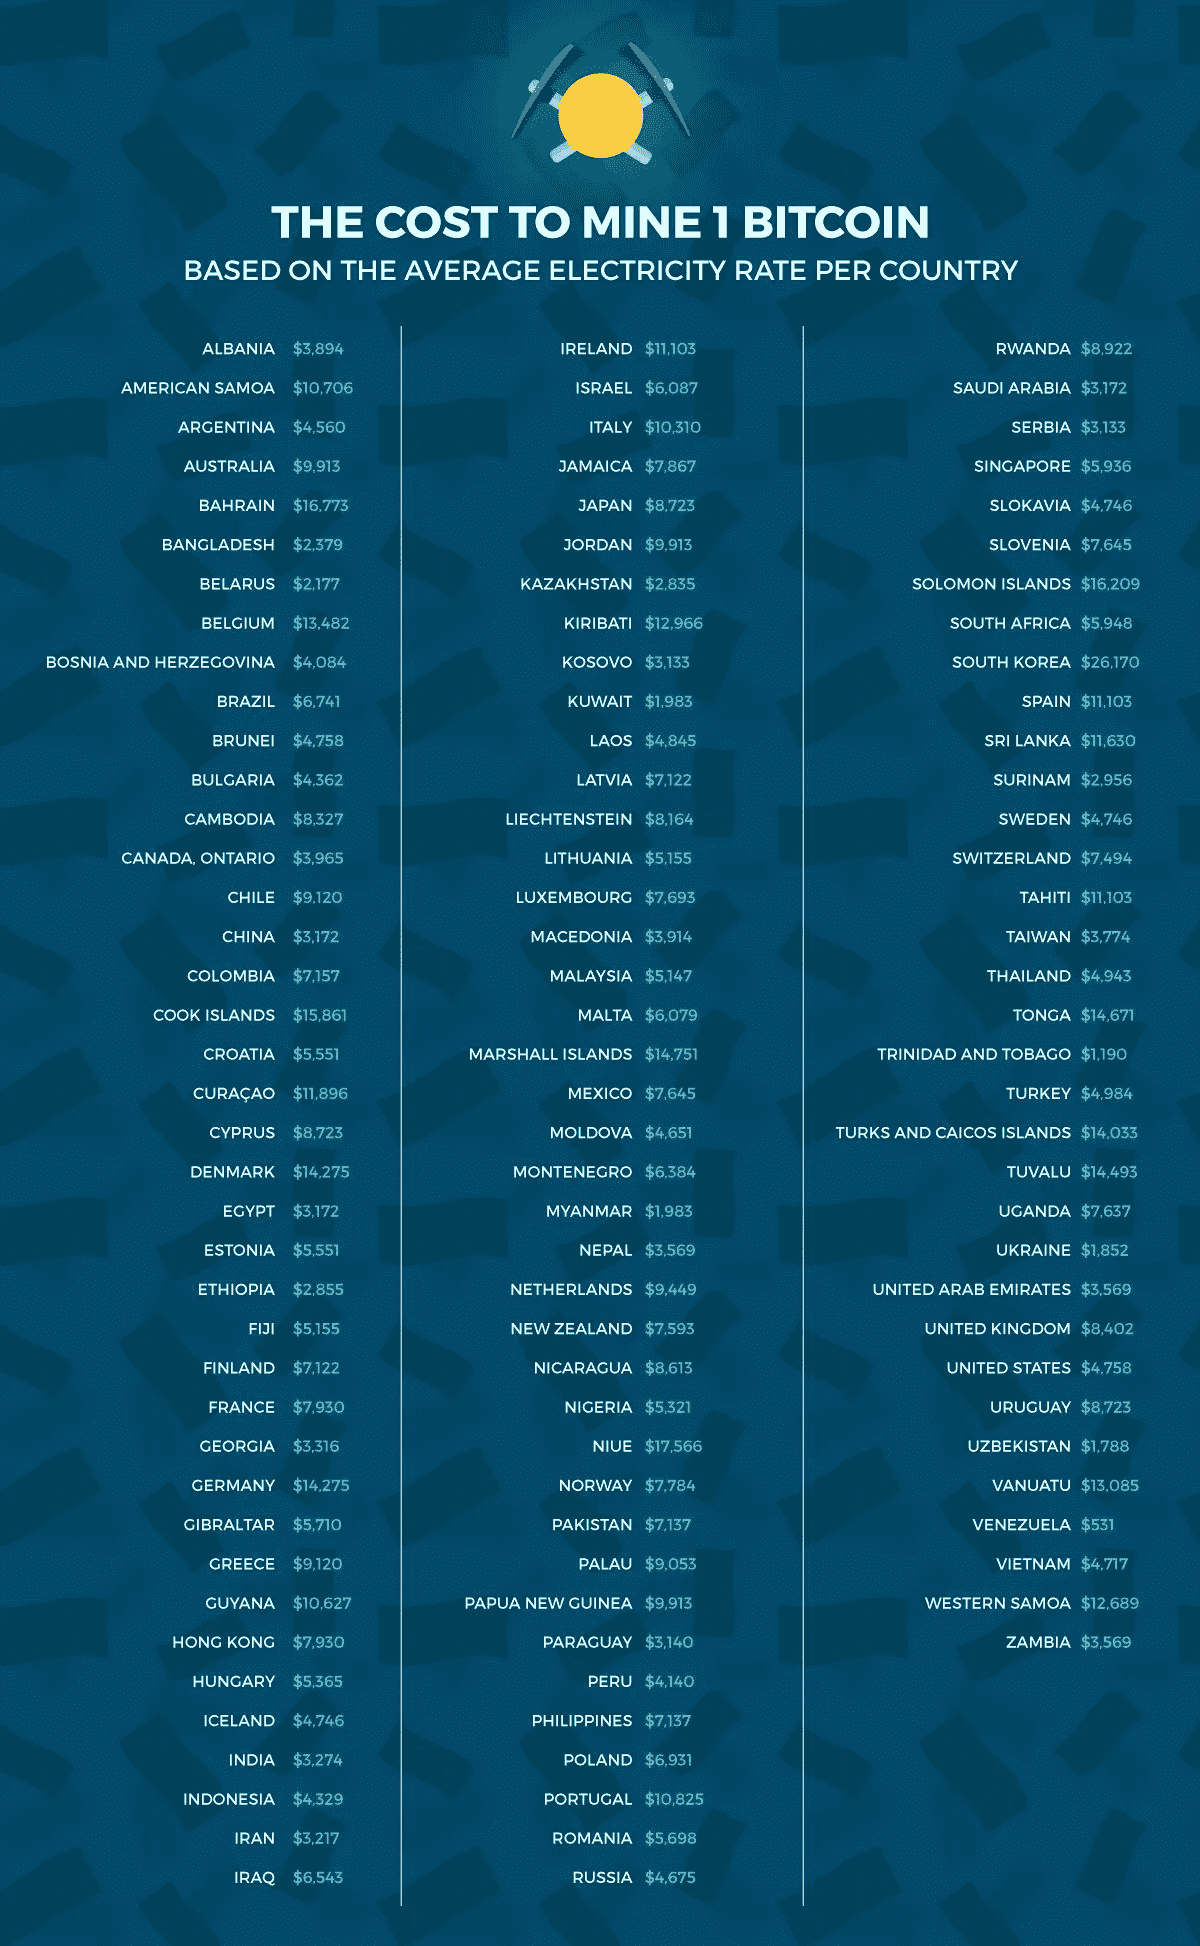 THE COST TO MINE 1 BITCOIN
BASED ON THE AVERAGE ELECTRICITY RATE PER COUNTRY
ALBANIA $3,894
AMERICAN SAMOA $10,706
ARGENTINA $4,560
AUSTRALIA $9,913
BAHRAIN $16,773
BANGLADESH $2,379
BELARUS $2,177
BELGIUM $13,482
BOSNIA AND HERZEGOVINA $4,084
BRAZIL $6,741
BRUNEI $4,758
BULGARIA $4,362
CAMBODIA $8,327
CANADA, ONTARIO $3,965
CHILE $9,120
CHINA $3,172
COLOMBIA $7,157
COOK ISLANDS $15,861
CROATIA $5,551
CURAÇAO $11,896
CYPRUS $8,723
DENMARK $14,275
EGYPT $3,172
ESTONIA $5,551
ETHIOPIA $2,855
FIJI $5,155
FINLAND $7,122
FRANCE $7,930
GEORGIA $3,316
GERMANY $14,275
GIBRALTAR $5,710
GREECE $9,120
GUYANA $10,627
HONG KONG $7,930
HUNGARY $5,365
ICELAND $4,746
INDIA $3,274
INDONESIA $4,329
IRAN $3,217
IRAQ $6,543
IRELAND $11,103
ISRAEL $6,087
ITALY $10,310
JAMAICA $7,867
JAPAN $8,723
JORDAN $9,913
KAZAKHSTAN $2,835
KIRIBATI $12,966
KOSOVO $3,133
KUWAIT $1,983
LAOS $4,845
LATVIA $7,122
LIECHTENSTEIN $8,164
LITHUANIA $5,155
LUXEMBOURG $7,693
MACEDONIA $3,914
MALAYSIA $5,147
MALTA $6,079
MARSHALL ISLANDS $14,751
MEXICO $7,645
MOLDOVA $4,651
MONTENEGRO $6,384
MYANMAR $1,983
NEPAL $3,569
NETHERLANDS $9,449
NEW ZEALAND $7,593
NICARAGUA $8,613
NIGERIA $5,321
NIUE $17,566
NORWAY $7,784
PAKISTAN $7,137
PALAU $9,053
PAPUA NEW GUINEA $9,913
PARAGUAY $3,140
PERU $4,140
PHILIPPINES $7,137
POLAND $6,931
PORTUGAL $10,825
ROMANIA $5,698
RUSSIA $4,675
RWANDA $8,922
SAUDI ARABIA $3,172
SERBIA $3,133
SINGAPORE $5,936
SLOKAVIA $4,746
SLOVENIA $7,645
SOLOMON ISLANDS $16,209
SOUTH AFRICA $5,948
SOUTH KOREA $26,170
SPAIN $11,103
SRI LANKA $11,630
SURINAM $2,956
SWEDEN $4,746
SWITZERLAND $7,494
TAHITI $11,103
TAIWAN $3,774
THAILAND $4,943
TONGA $14,671
TRINIDAD AND TOBAGO $1,190
TURKEY $4,984
TURKS AND CAICOS ISLANDS $14,033
TUVALU $14,493
UGANDA $7,637
UKRAINE $1,852
UNITED ARAB EMIRATES $3,569
UNITED KINGDOM $8,402
UNITED STATES $4,758
URUGUAY $8,723
UZBEKISTAN $1,788
VANUATU $13,085
VENEZUELA $531
VIETNAM $4,717
WESTERN SAMOA $12,689
ZAMBIA $3,569